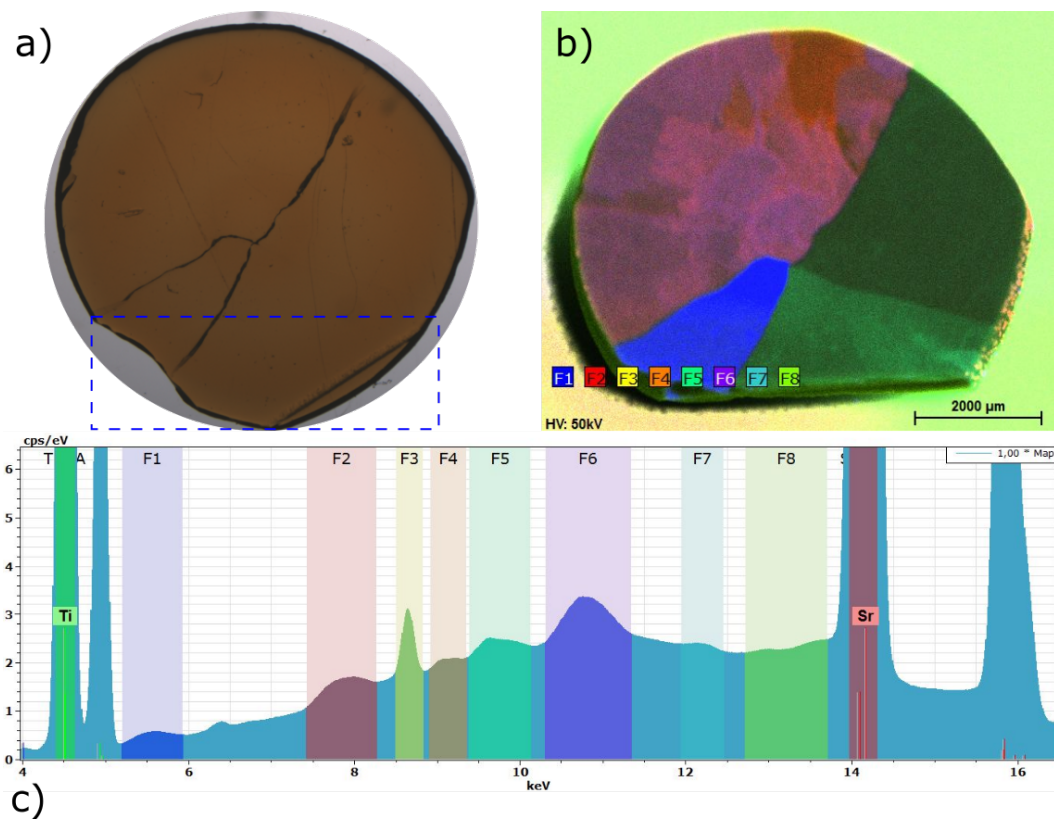 a)
b)
F1 F2 F3 F4 F5 F6 F7 F8
HV: 50kV
2000 µm
cps/eV
T A F1 F2 F3 F4 F5 F6 F7 F8 S
1,00 * Map
6
5
4
3
2
1
0
Ti
Sr
4 6 8 10 12 14 16
keV
c)